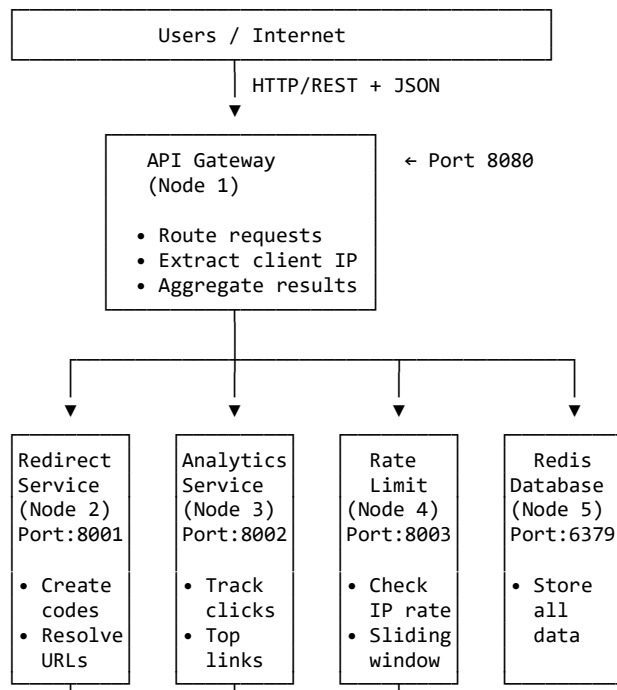 Users / Internet
HTTP/REST + JSON
▼
API Gateway ← Port 8080
(Node 1)
• Route requests
• Extract client IP
• Aggregate results
▼ ▼ ▼ ▼
Redirect
Service
(Node 2)
Port:8001
• Create
codes
• Resolve
URLs
Analytics
Service
(Node 3)
Port:8002
• Track
clicks
• Top
links
Rate
Limit
(Node 4)
Port:8003
• Check
IP rate
• Sliding
window
Redis
Database
(Node 5)
Port:6379
• Store
all
data